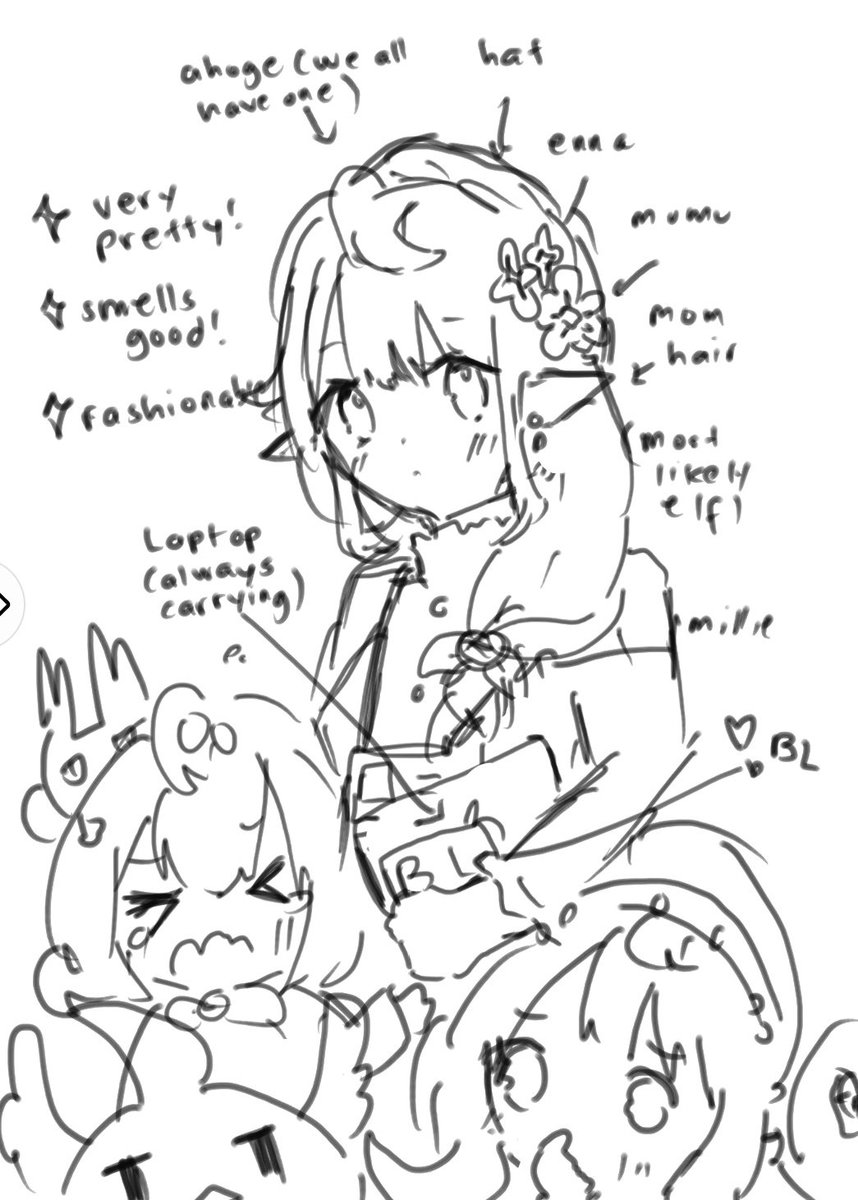 ahoge (we all
have one)
hat
enna
mumu
very
pretty!
smells
good!
fashionable
mom
hair
most
likely
elf)
Laptop
(always
carrying)
millie
♡ BL
BL